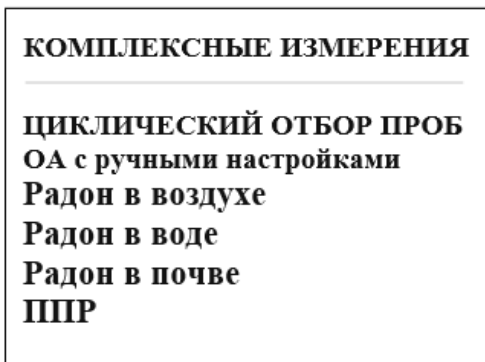 КОМПЛЕКСНЫЕ ИЗМЕРЕНИЯ
ЦИКЛИЧЕСКИЙ ОТБОР ПРОБ
ОА с ручными настройками
Радон в воздухе
Радон в воде
Радон в почве
ППР